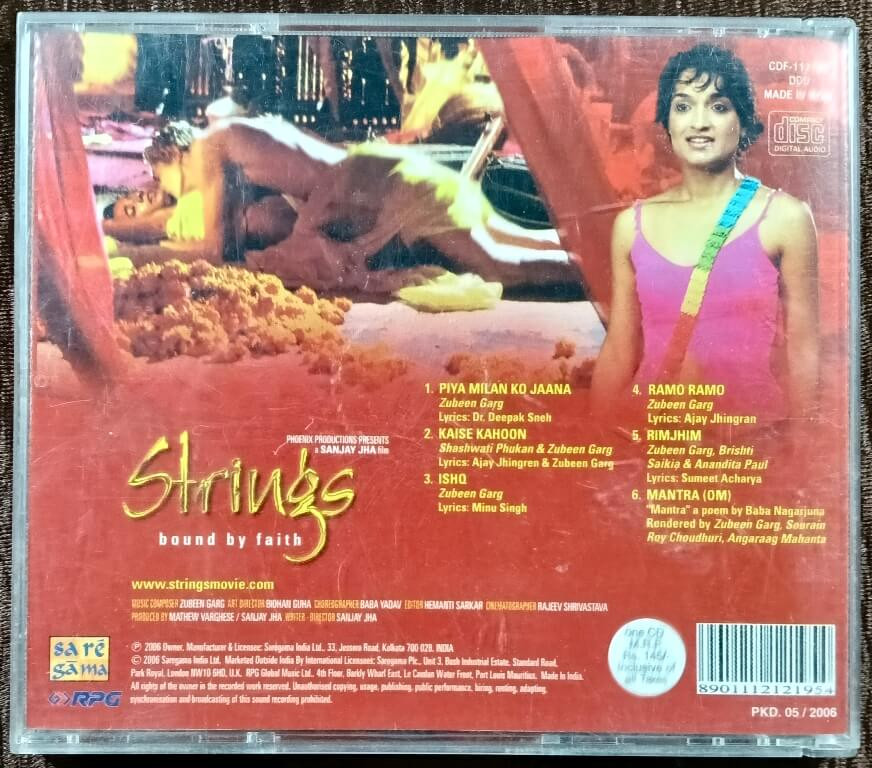 CDF-112
DDD
MADE IN
COMPACT
disc
DIGITAL AUDIO
1. PIYA MILAN KO JAANA
Zubeen Garg
Lyrics: Dr. Deepak Sneh
2. KAISE KAHOON
Shashwati Phukan & Zubeen Garg
Lyrics: Ajay Jhingren & Zubeen Garg
3. ISHQ
Zubeen Garg
Lyrics: Minu Singh
4. RAMO RAMO
Zubeen Garg
Lyrics: Ajay Jhingran
5. RIMJHIM
Zubeen Garg, Brishti
Saikia & Anandita Paul
Lyrics: Sumeet Acharya
6. MANTRA (OM)
"Mantra" a poem by Baba Nagarjuna
Rendered by Zubeen Garg, Sourain
Roy Choudhuri, Angaraag Mahanta
PHOENIX PRODUCTIONS PRESENTS
a SANJAY JHA film
Strings
bound by faith
www.stringsmovie.com
MUSIC COMPOSER ZUBEEN GARG ART DIRECTOR BIOHAN GUHA CHOREOGRAPHER BABA YADAV EDITOR HEMANTI SARKAR CINEMATOGRAPHER RAJEEV SHRIVASTAVA
PRODUCED BY MATHEW VARGHESE / SANJAY JHA WRITER - DIRECTOR SANJAY JHA
sa rē
gāma
RPG
℗ 2006 Owner, Manufacturer & Licensee: Saregama India Ltd., 33, Jessore Road, Kolkata 700 028. INDIA
© 2006 Saregama India Ltd. Marketed Outside India By International Licensees: Saregama Plc., Unit 3, Bush Industrial Estate, Standard Road,
Park Royal, London NW10 SHD, U.K. RPG Global Music Ltd., 4th Floor, Barkly Wharf East, Le Caudan Water Front, Port Louis Mauritius. Made In India.
All rights of the owner in the recorded work reserved. Unauthorised copying, usage, publishing, public performance, hiring, renting, adapting,
synchronisation and broadcasting of this sound recording prohibited.
one CD
M.R.P.
Rs. 145/-
Inclusive of
all Taxes
8901112121954
PKD. 05 / 2006